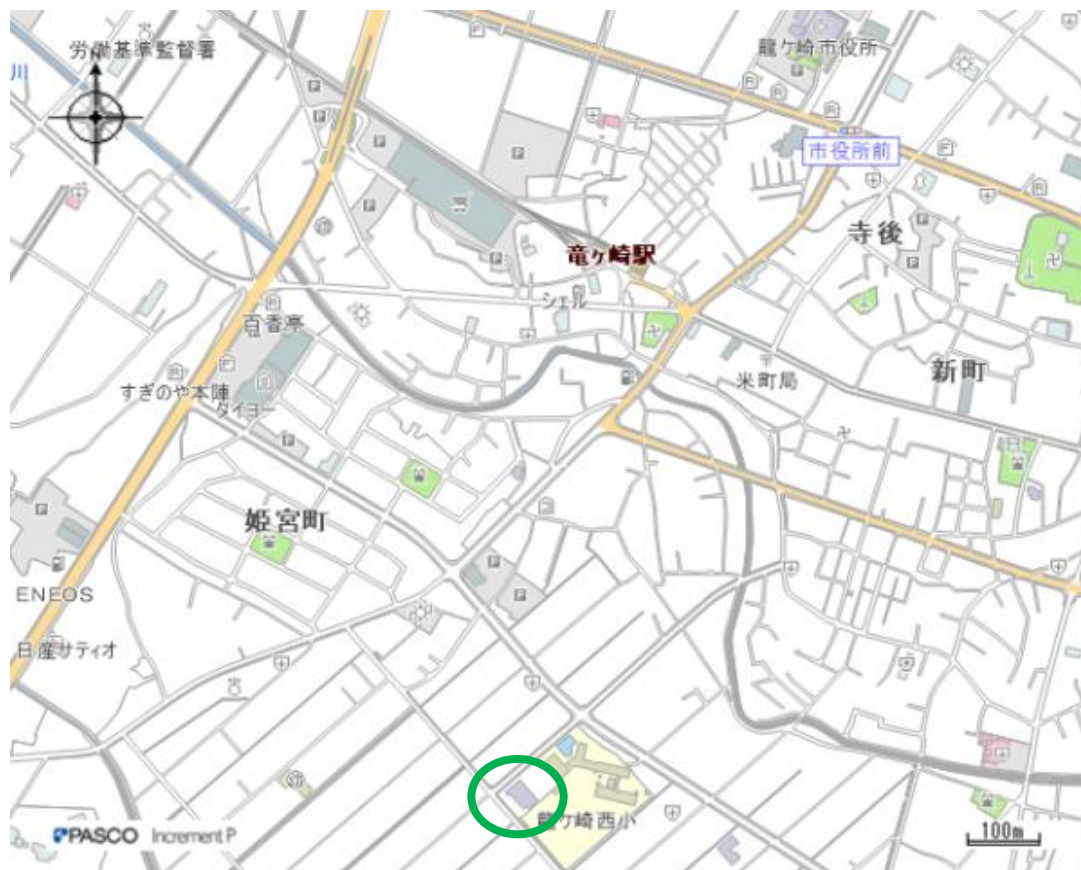 労働基準監督署
龍ヶ崎市役所
川
市役所前
寺後
竜ヶ崎駅
シェル
百香亭
新町
米町局
すぎのや本陣
タイヨー
姫宮町
ENEOS
日産サティオ
龍ケ崎西小
PASCO Increment P
100m